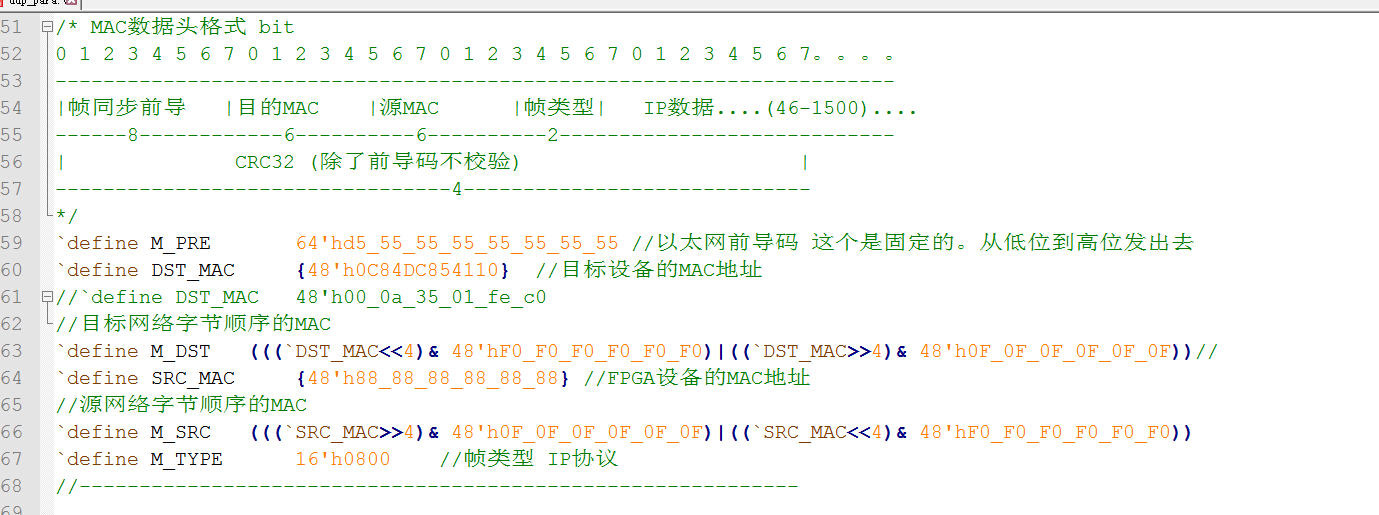 51 /* MAC数据头格式 bit
52 0 1 2 3 4 5 6 7 0 1 2 3 4 5 6 7 0 1 2 3 4 5 6 7 0 1 2 3 4 5 6 7。。。。
53 ----------------------------------------------------------------------
54 |帧同步前导 |目的MAC |源MAC |帧类型| IP数据....(46-1500)....
55 ------8------------6----------6----------2----------------------------
56 | CRC32 (除了前导码不校验) |
57 ---------------------------------4-----------------------------
58 */
59 `define M_PRE 64'hd5_55_55_55_55_55_55_55 //以太网前导码 这个是固定的。从低位到高位发出去
60 `define DST_MAC {48'h0C84DC854110} //目标设备的MAC地址
61 //`define DST_MAC 48'h00_0a_35_01_fe_c0
62 //目标网络字节顺序的MAC
63 `define M_DST (((`DST_MAC<<4)& 48'hF0_F0_F0_F0_F0_F0)|((`DST_MAC>>4)& 48'h0F_0F_0F_0F_0F_0F))//
64 `define SRC_MAC {48'h88_88_88_88_88_88} //FPGA设备的MAC地址
65 //源网络字节顺序的MAC
66 `define M_SRC (((`SRC_MAC>>4)& 48'h0F_0F_0F_0F_0F_0F)|((`SRC_MAC<<4)& 48'hF0_F0_F0_F0_F0_F0))
67 `define M_TYPE 16'h0800 //帧类型 IP协议
68 //------------------------------------------------------------
69